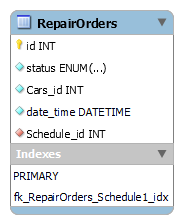 RepairOrders
id INT
status ENUM(...)
Cars_id INT
date_time DATETIME
Schedule_id INT
Indexes
PRIMARY
fk_RepairOrders_Schedule1_idx